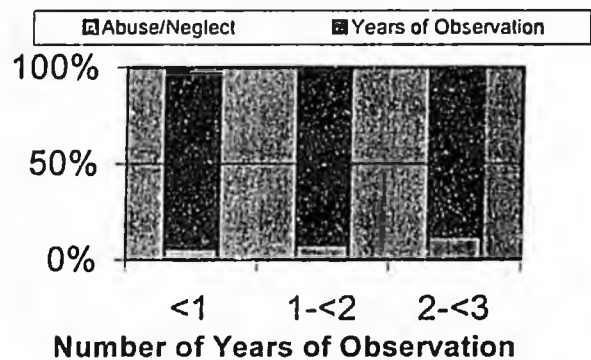 Abuse/Neglect Years of Observation
100%
50%
0%
<1 1-<2 2-<3
Number of Years of Observation